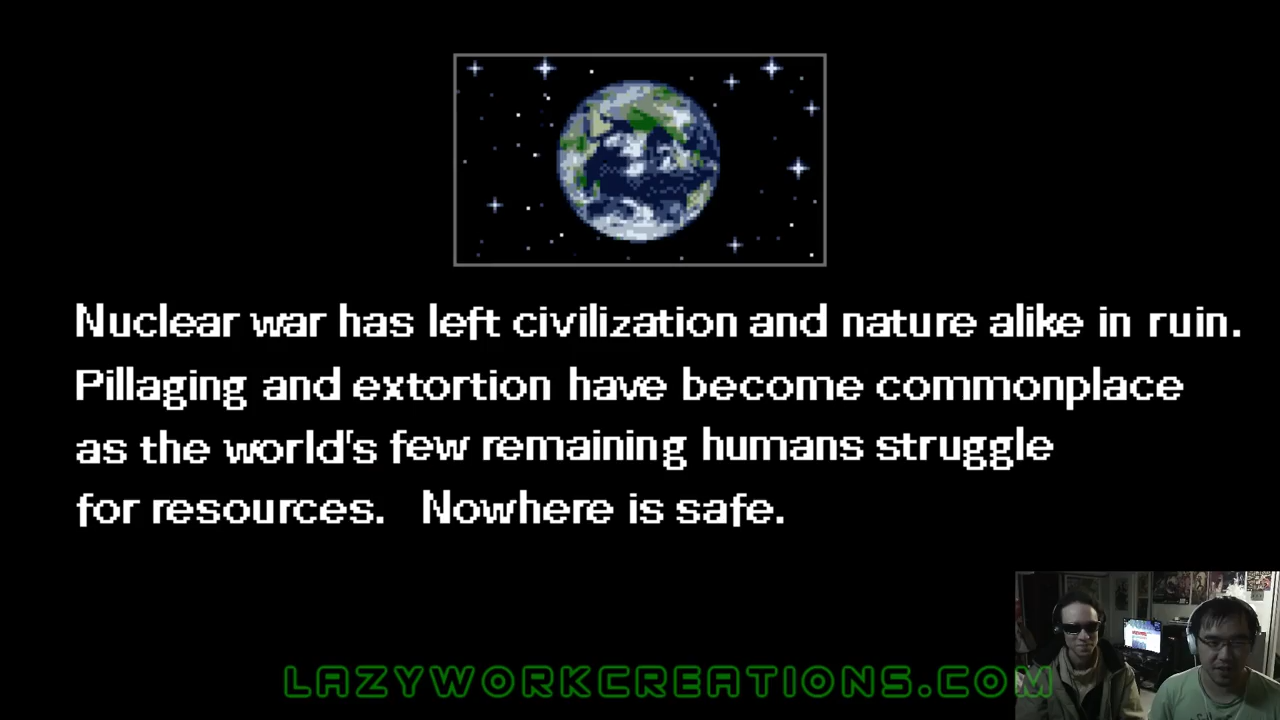 Nuclear war has left civilization and nature alike in ruin.
Pillaging and extortion have become commonplace
as the world's few remaining humans struggle
for resources. Nowhere is safe.
LAZYWORKCREATIONS.COM